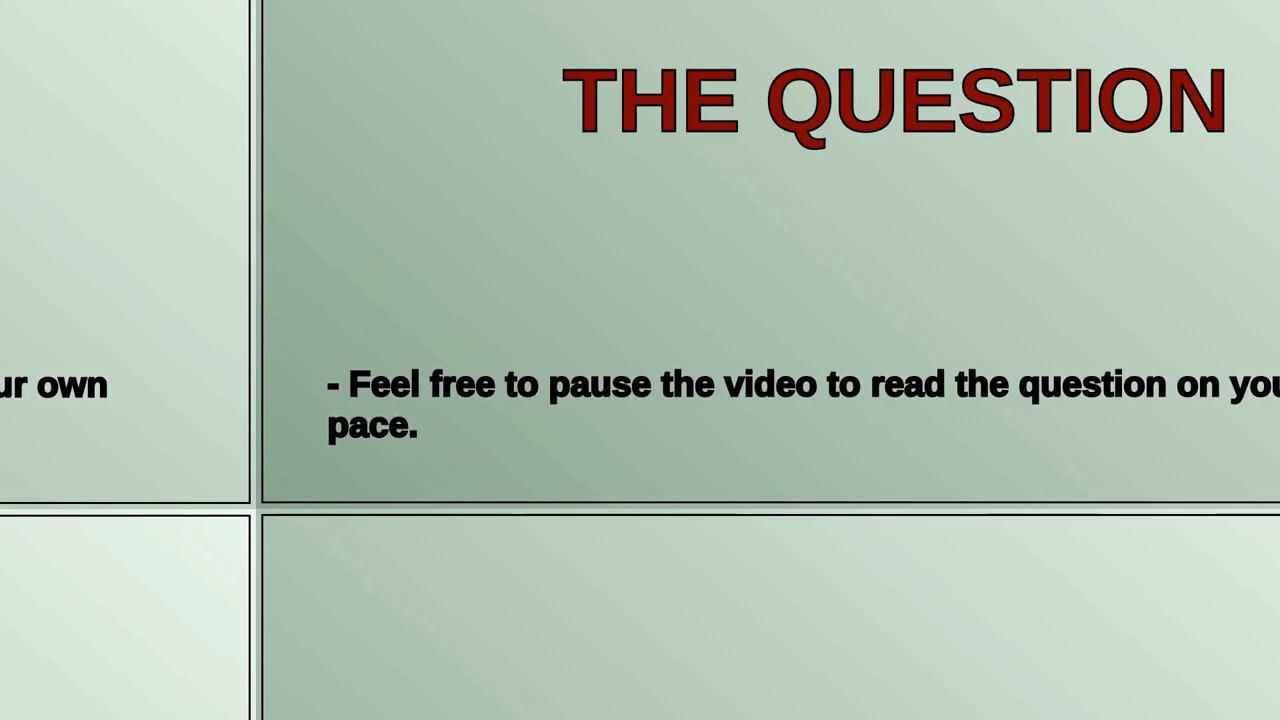 THE QUESTION
ur own
- Feel free to pause the video to read the question on you
pace.